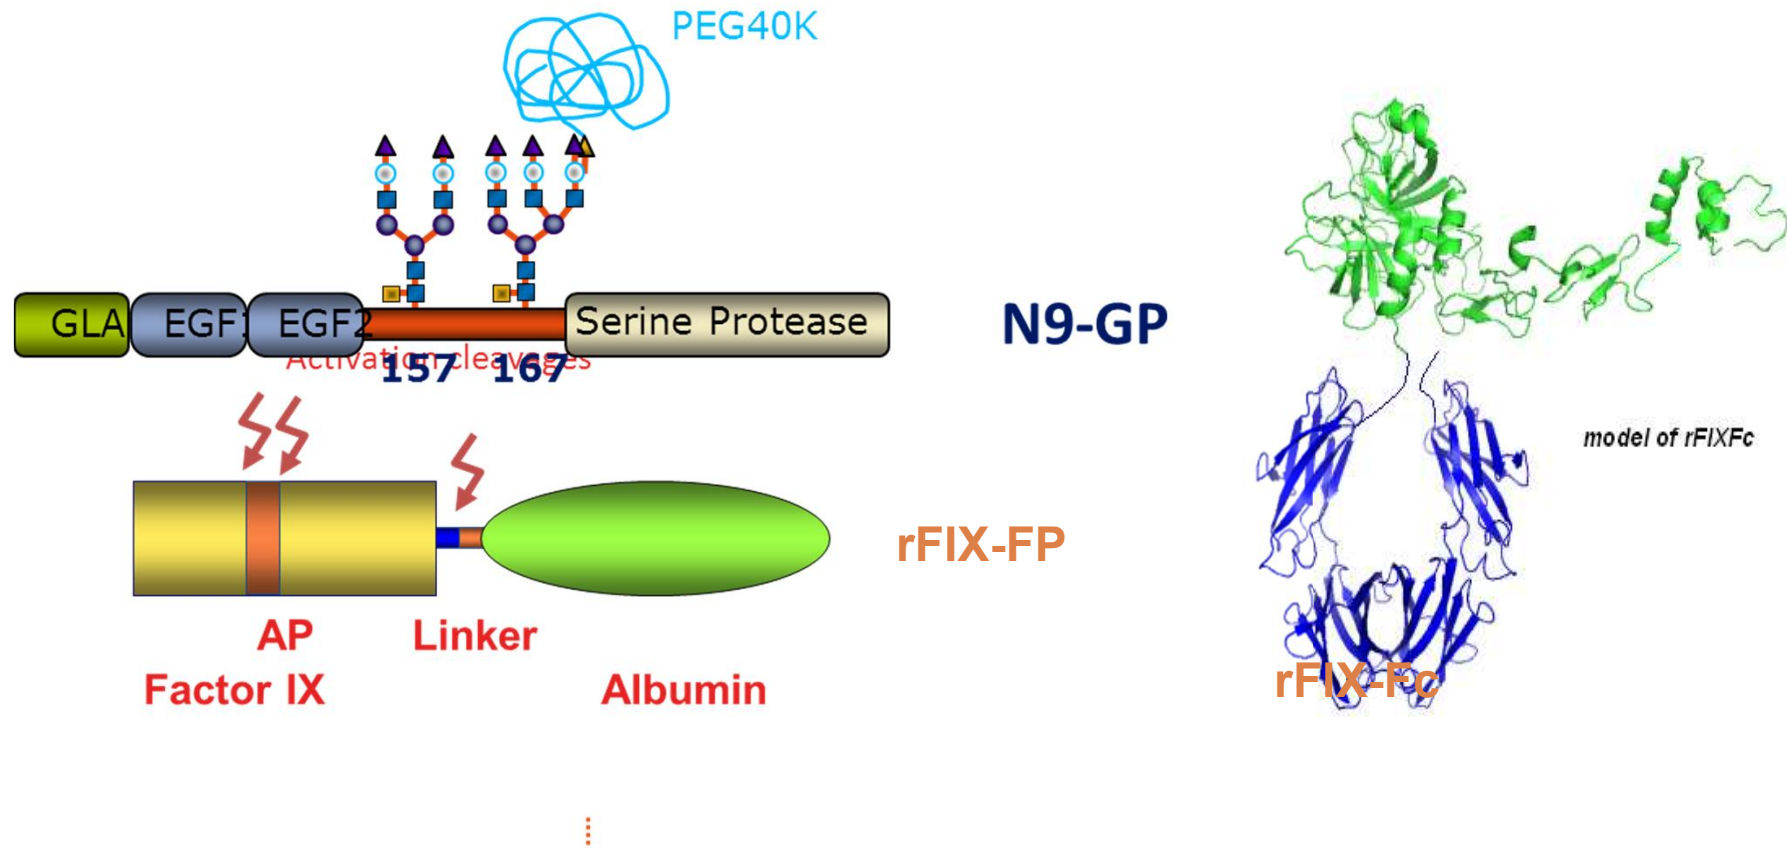 PEG40K
GLA EGF1 EGF2 Serine Protease
N9-GP
Activation cleavages
157 167
model of rFIXFc
rFIX-FP
AP Linker
Factor IX Albumin
rFIX-Fc